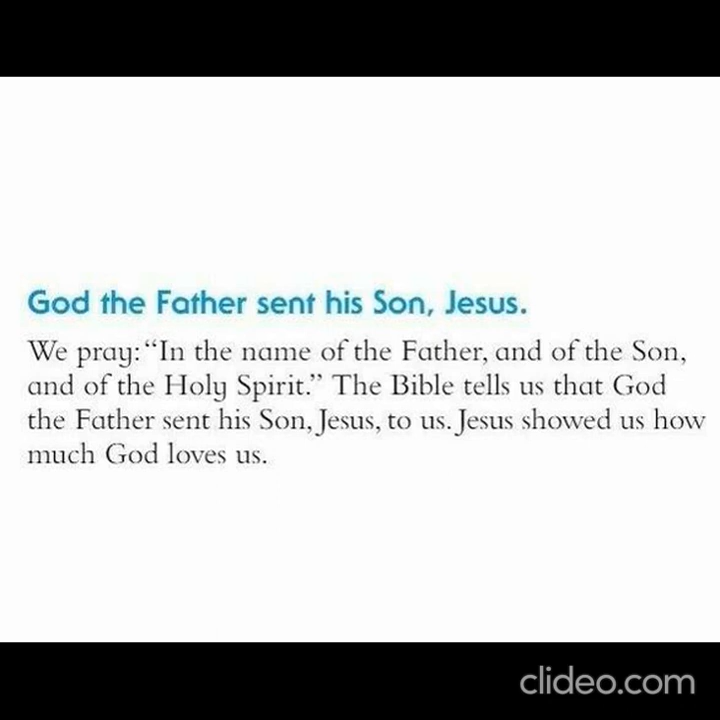 God the Father sent his Son, Jesus.
We pray: “In the name of the Father, and of the Son,
and of the Holy Spirit.” The Bible tells us that God
the Father sent his Son, Jesus, to us. Jesus showed us how
much God loves us.
clideo.com